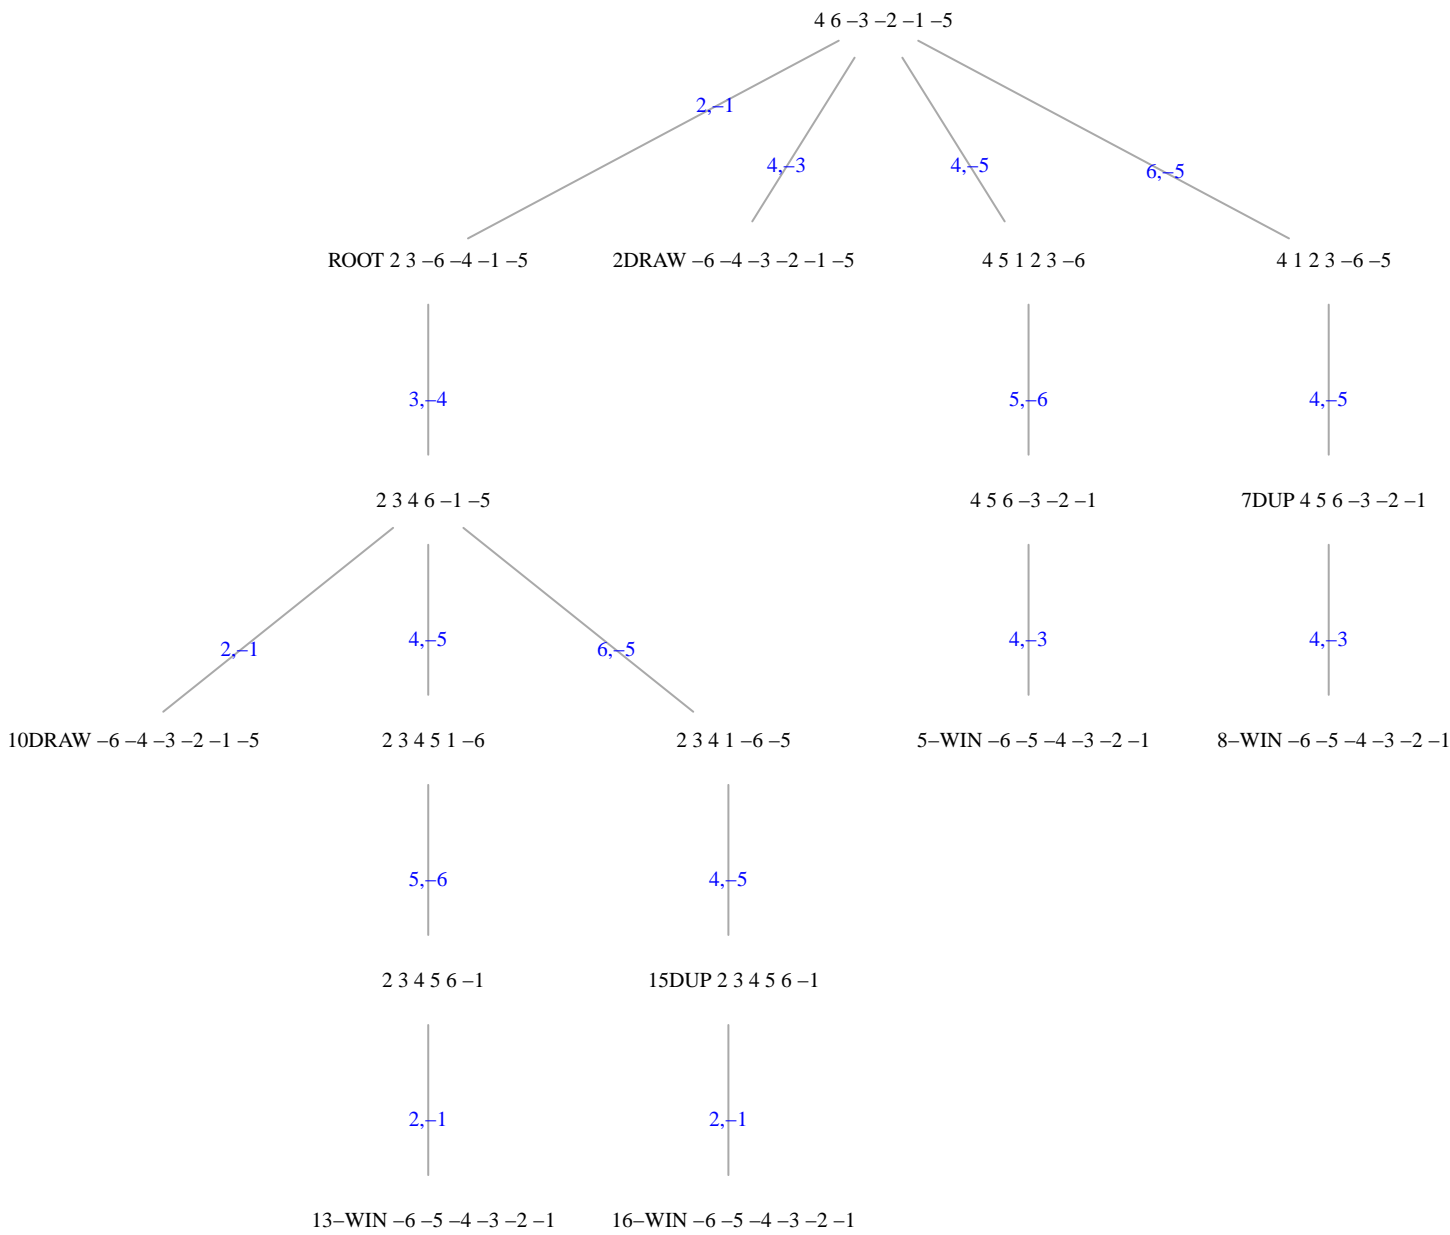 4 6 –3 –2 –1 –5
2,–1
4,–3
4,–5
6,–5
ROOT 2 3 –6 –4 –1 –5
2DRAW –6 –4 –3 –2 –1 –5
4 5 1 2 3 –6
4 1 2 3 –6 –5
3,–4
5,–6
4,–5
2 3 4 6 –1 –5
4 5 6 –3 –2 –1
7DUP 4 5 6 –3 –2 –1
2,–1
4,–5
6,–5
4,–3
4,–3
10DRAW –6 –4 –3 –2 –1 –5
2 3 4 5 1 –6
2 3 4 1 –6 –5
5–WIN –6 –5 –4 –3 –2 –1
8–WIN –6 –5 –4 –3 –2 –1
5,–6
4,–5
2 3 4 5 6 –1
15DUP 2 3 4 5 6 –1
2,–1
2,–1
13–WIN –6 –5 –4 –3 –2 –1
16–WIN –6 –5 –4 –3 –2 –1